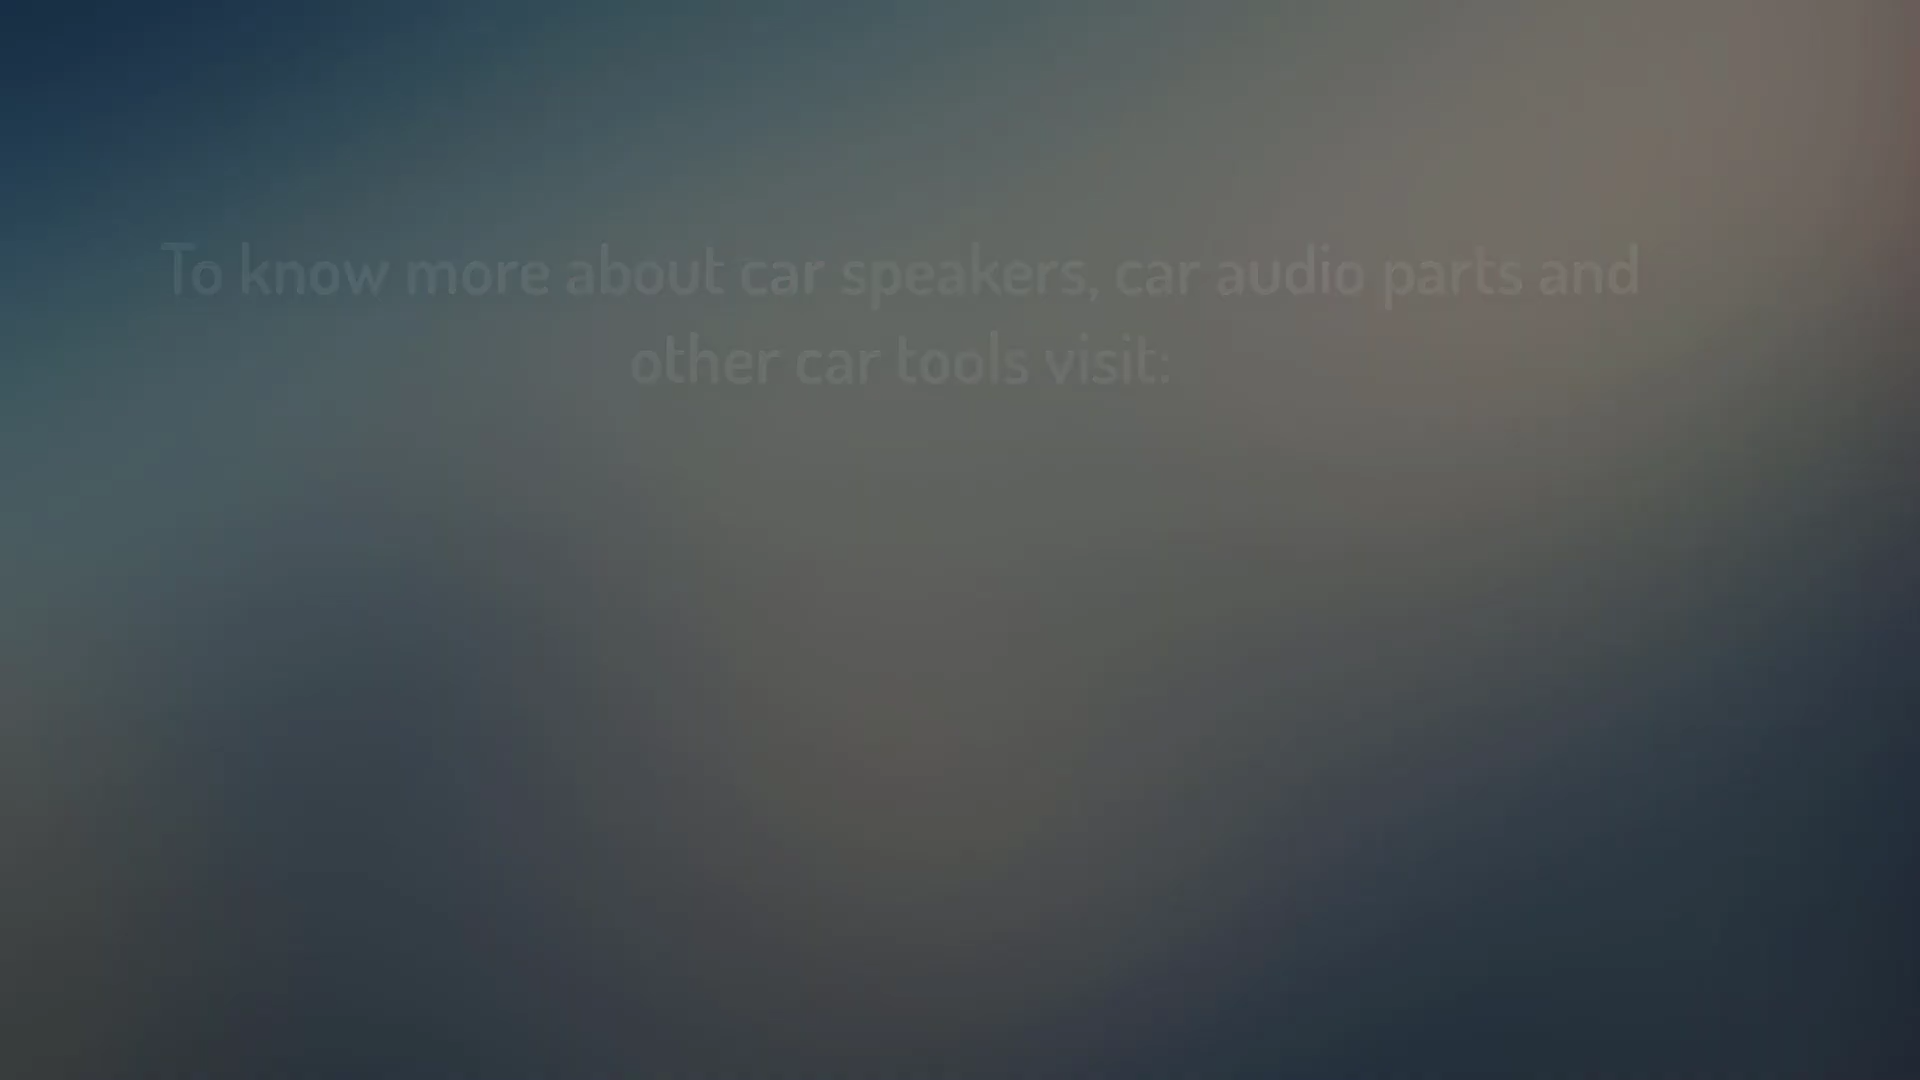 To know more about car speakers, car audio parts and
other car tools visit: